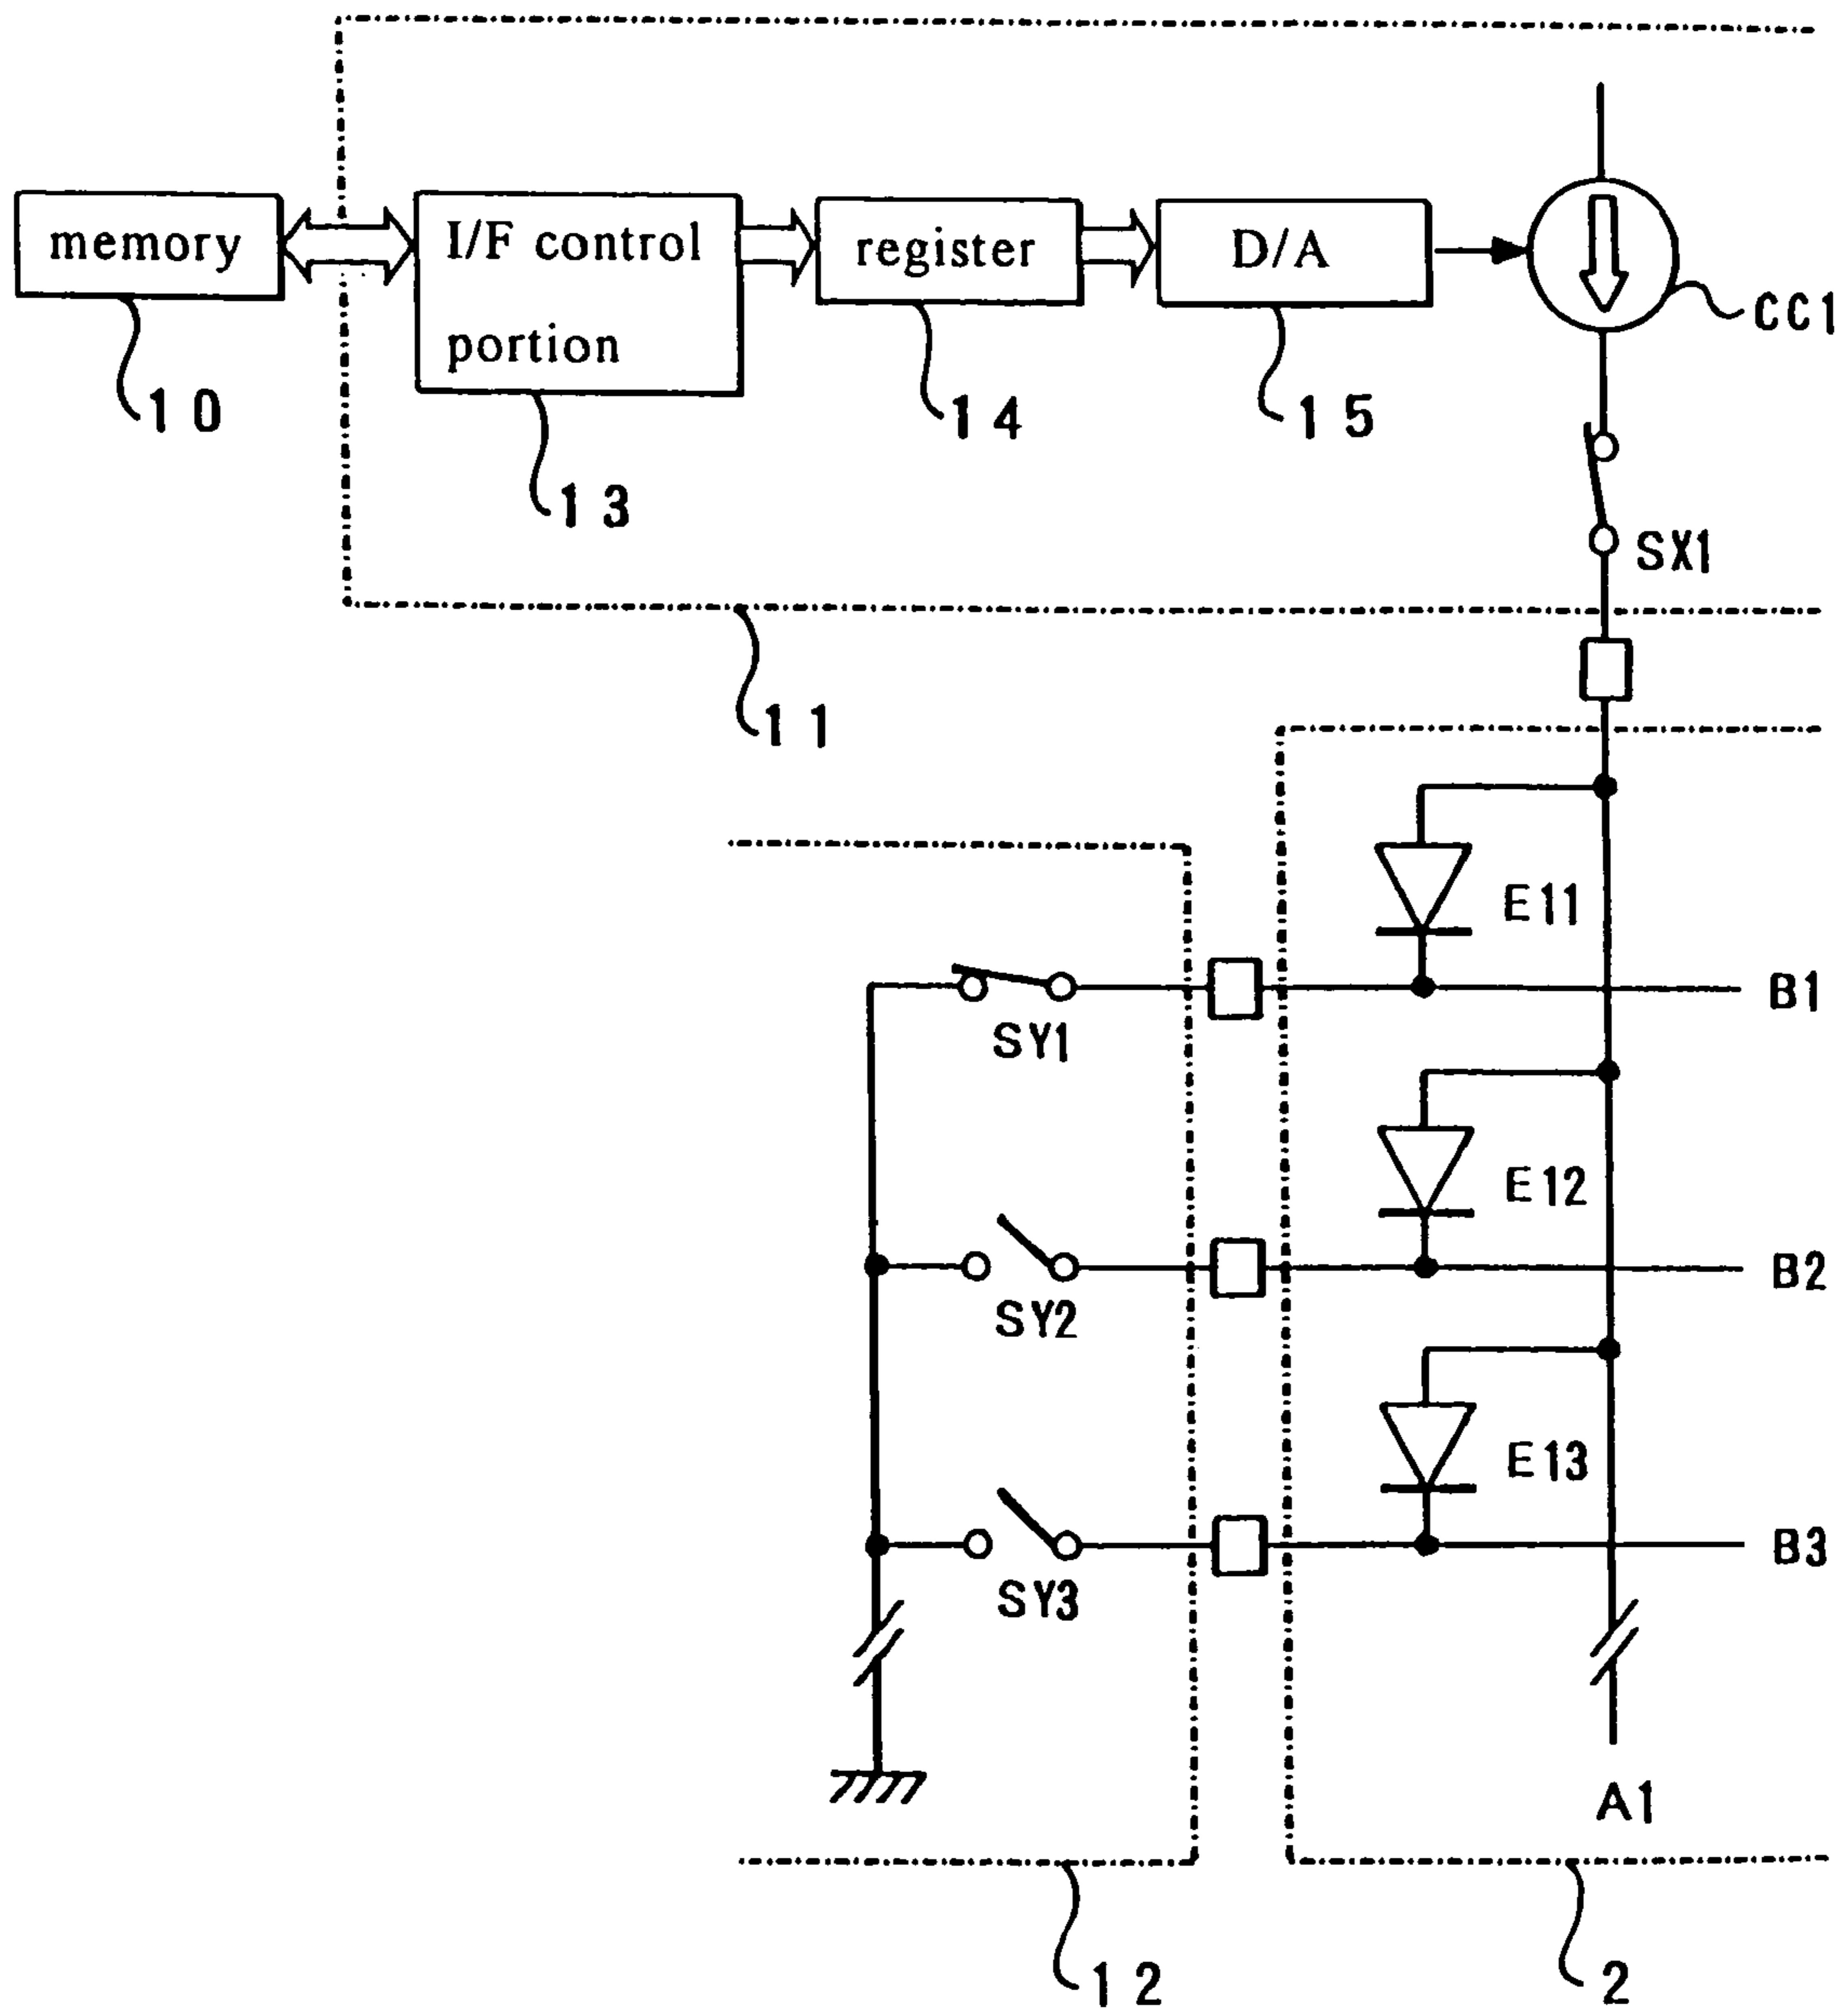 memory
I/F control
portion
register
D/A
CC1
10
13
14
15
SX1
11
E11
B1
SY1
E12
B2
SY2
E13
B3
SY3
A1
12
2